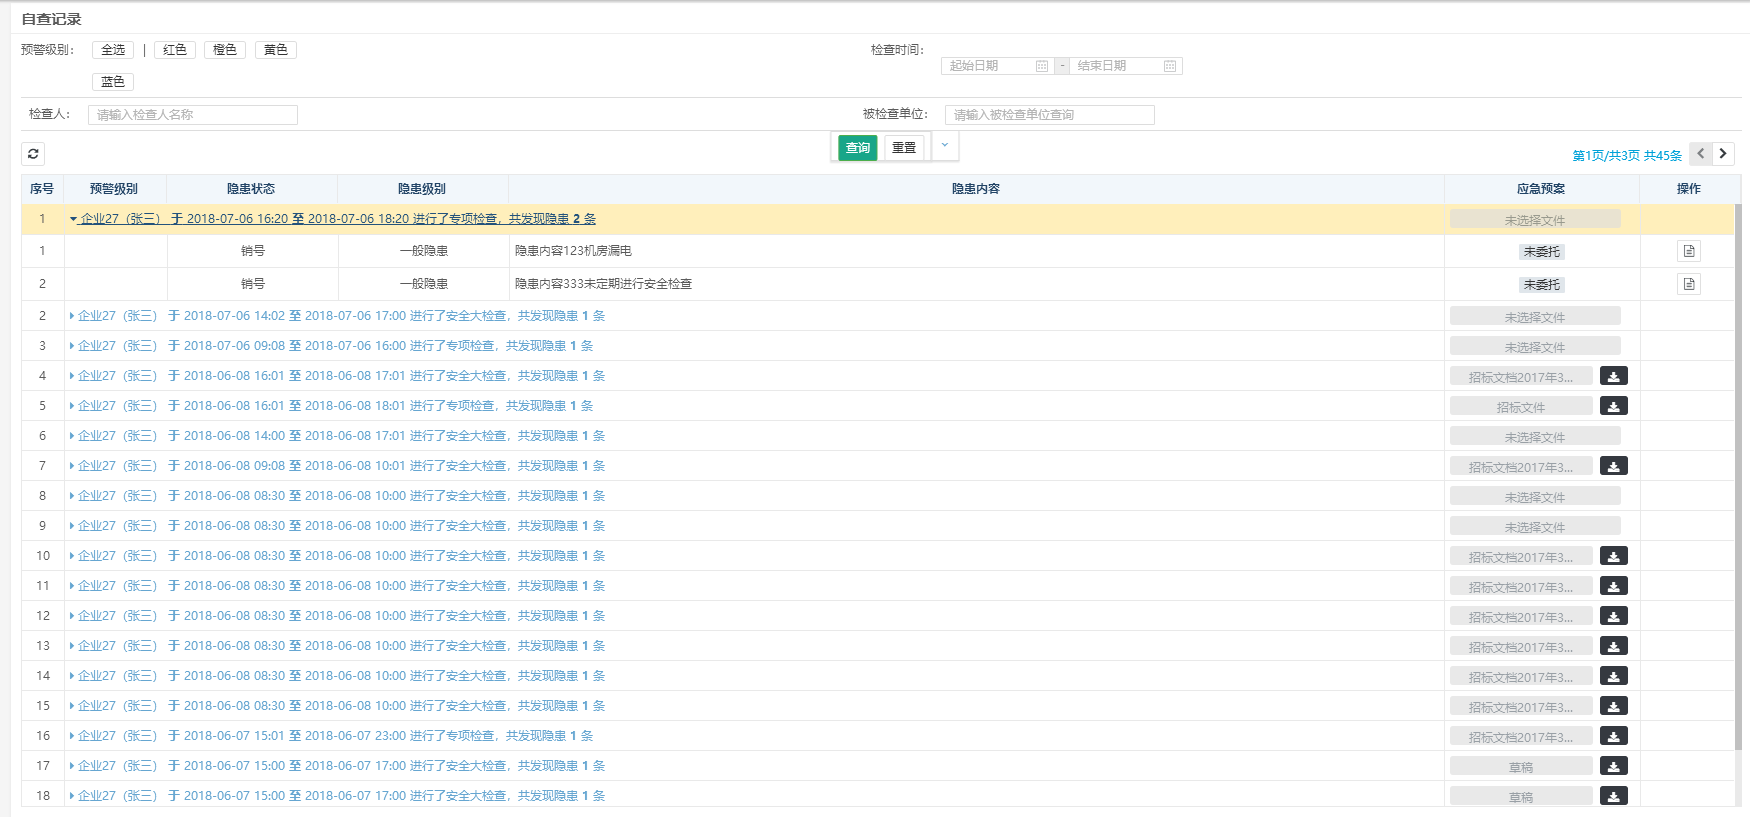 自查记录
预警级别： 全选 | 红色 橙色 黄色 检查时间：
起始日期 - 结束日期
蓝色
检查人： 请输入检查人名称 被检查单位： 请输入被检查单位查询
查询 重置
第1页/共3页 共45条
序号 预警级别 隐患状态 隐患级别 隐患内容 应急预案 操作
1 企业27（张三） 于 2018-07-06 16:20 至 2018-07-06 18:20 进行了专项检查，共发现隐患 2 条 未选择文件
1 销号 一般隐患 隐患内容123机房漏电 未委托
2 销号 一般隐患 隐患内容333未定期进行安全检查 未委托
2 企业27（张三） 于 2018-07-06 14:02 至 2018-07-06 17:00 进行了安全大检查，共发现隐患 1 条 未选择文件
3 企业27（张三） 于 2018-07-06 09:08 至 2018-07-06 16:00 进行了专项检查，共发现隐患 1 条 未选择文件
4 企业27（张三） 于 2018-06-08 16:01 至 2018-06-08 17:01 进行了安全大检查，共发现隐患 1 条 招标文档2017年3...
5 企业27（张三） 于 2018-06-08 16:01 至 2018-06-08 18:01 进行了专项检查，共发现隐患 1 条 招标文件
6 企业27（张三） 于 2018-06-08 14:00 至 2018-06-08 17:01 进行了安全大检查，共发现隐患 1 条 未选择文件
7 企业27（张三） 于 2018-06-08 09:08 至 2018-06-08 10:01 进行了安全大检查，共发现隐患 1 条 招标文档2017年3...
8 企业27（张三） 于 2018-06-08 08:30 至 2018-06-08 10:00 进行了安全大检查，共发现隐患 1 条 未选择文件
9 企业27（张三） 于 2018-06-08 08:30 至 2018-06-08 10:00 进行了安全大检查，共发现隐患 1 条 未选择文件
10 企业27（张三） 于 2018-06-08 08:30 至 2018-06-08 10:00 进行了安全大检查，共发现隐患 1 条 招标文档2017年3...
11 企业27（张三） 于 2018-06-08 08:30 至 2018-06-08 10:00 进行了安全大检查，共发现隐患 1 条 招标文档2017年3...
12 企业27（张三） 于 2018-06-08 08:30 至 2018-06-08 10:00 进行了安全大检查，共发现隐患 1 条 招标文档2017年3...
13 企业27（张三） 于 2018-06-08 08:30 至 2018-06-08 10:00 进行了安全大检查，共发现隐患 1 条 招标文档2017年3...
14 企业27（张三） 于 2018-06-08 08:30 至 2018-06-08 10:00 进行了安全大检查，共发现隐患 1 条 招标文档2017年3...
15 企业27（张三） 于 2018-06-08 08:30 至 2018-06-08 10:00 进行了安全大检查，共发现隐患 1 条 招标文档2017年3...
16 企业27（张三） 于 2018-06-07 15:01 至 2018-06-07 23:00 进行了专项检查，共发现隐患 1 条 招标文档2017年3...
17 企业27（张三） 于 2018-06-07 15:00 至 2018-06-07 17:00 进行了安全大检查，共发现隐患 1 条 草稿
18 企业27（张三） 于 2018-06-07 15:00 至 2018-06-07 17:00 进行了安全大检查，共发现隐患 1 条 草稿